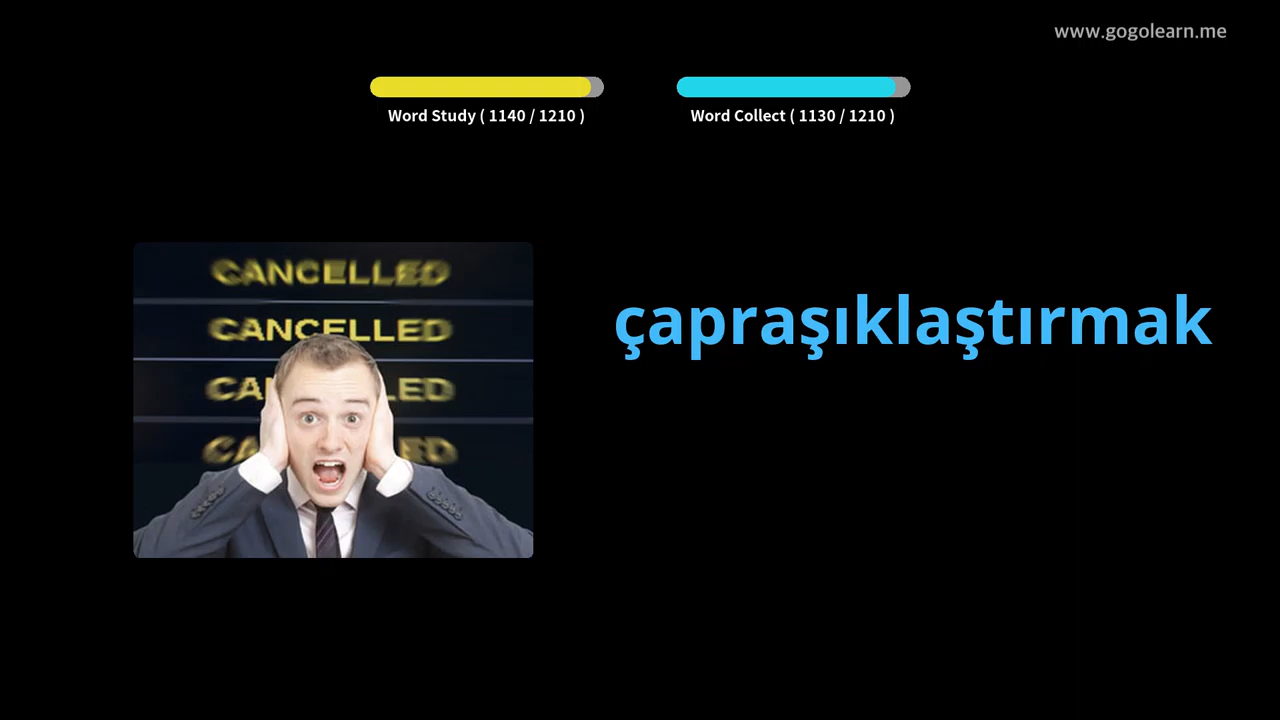 www.gogolearn.me
Word Study ( 1140 / 1210 )
Word Collect ( 1130 / 1210 )
CANCELLED
CANCELLED
çapraşıklaştırmak